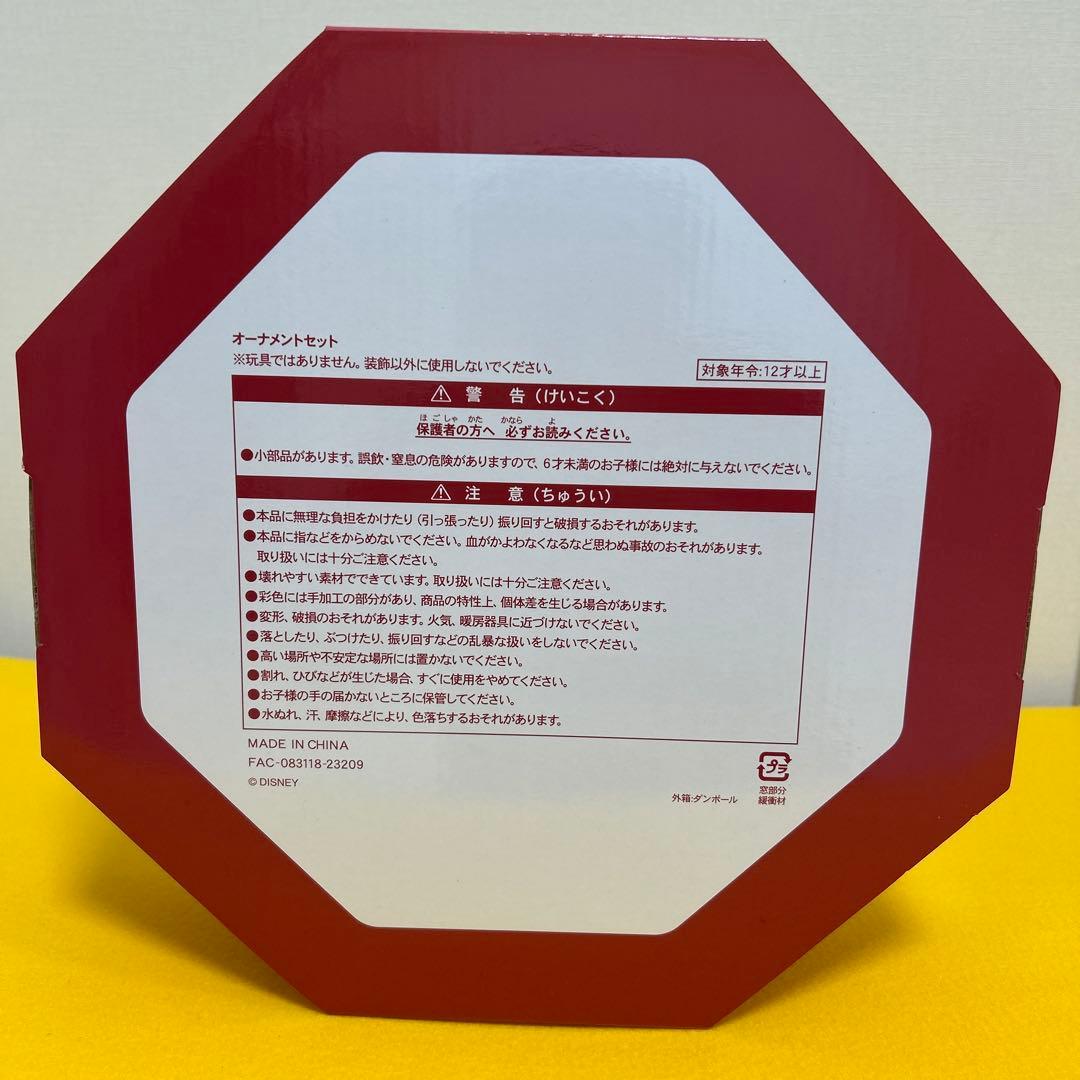 オーナメントセット
※玩具ではありません。装飾以外に使用しないでください。
対象年令:12才以上
⚠ 警 告（けいこく）
ほごしゃ かた かなら よ
保護者の方へ 必ずお読みください。
●小部品があります。誤飲・窒息の危険がありますので、6才未満のお子様には絶対に与えないでください。
⚠ 注 意（ちゅうい）
●本品に無理な負担をかけたり（引っ張ったり）振り回すと破損するおそれがあります。
●本品に指などをからめないでください。血がかよわなくなるなど思わぬ事故のおそれがあります。
取り扱いには十分ご注意ください。
●壊れやすい素材でできています。取り扱いには十分ご注意ください。
●彩色には手加工の部分があり、商品の特性上、個体差を生じる場合があります。
●変形、破損のおそれがあります。火気、暖房器具に近づけないでください。
●落としたり、ぶつけたり、振り回すなどの乱暴な扱いをしないでください。
●高い場所や不安定な場所には置かないでください。
●割れ、ひびなどが生じた場合、すぐに使用をやめてください。
●お子様の手の届かないところに保管してください。
●水ぬれ、汗、摩擦などにより、色落ちするおそれがあります。
MADE IN CHINA
FAC-083118-23209
©DISNEY
外箱:ダンボール
プラ
窓部分
緩衝材